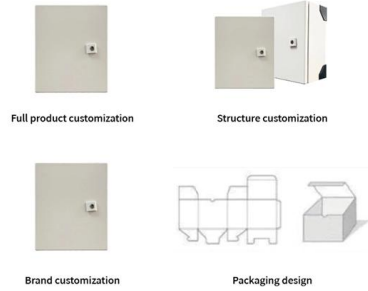 Full product customization
Structure customization
Brand customization
Packaging design